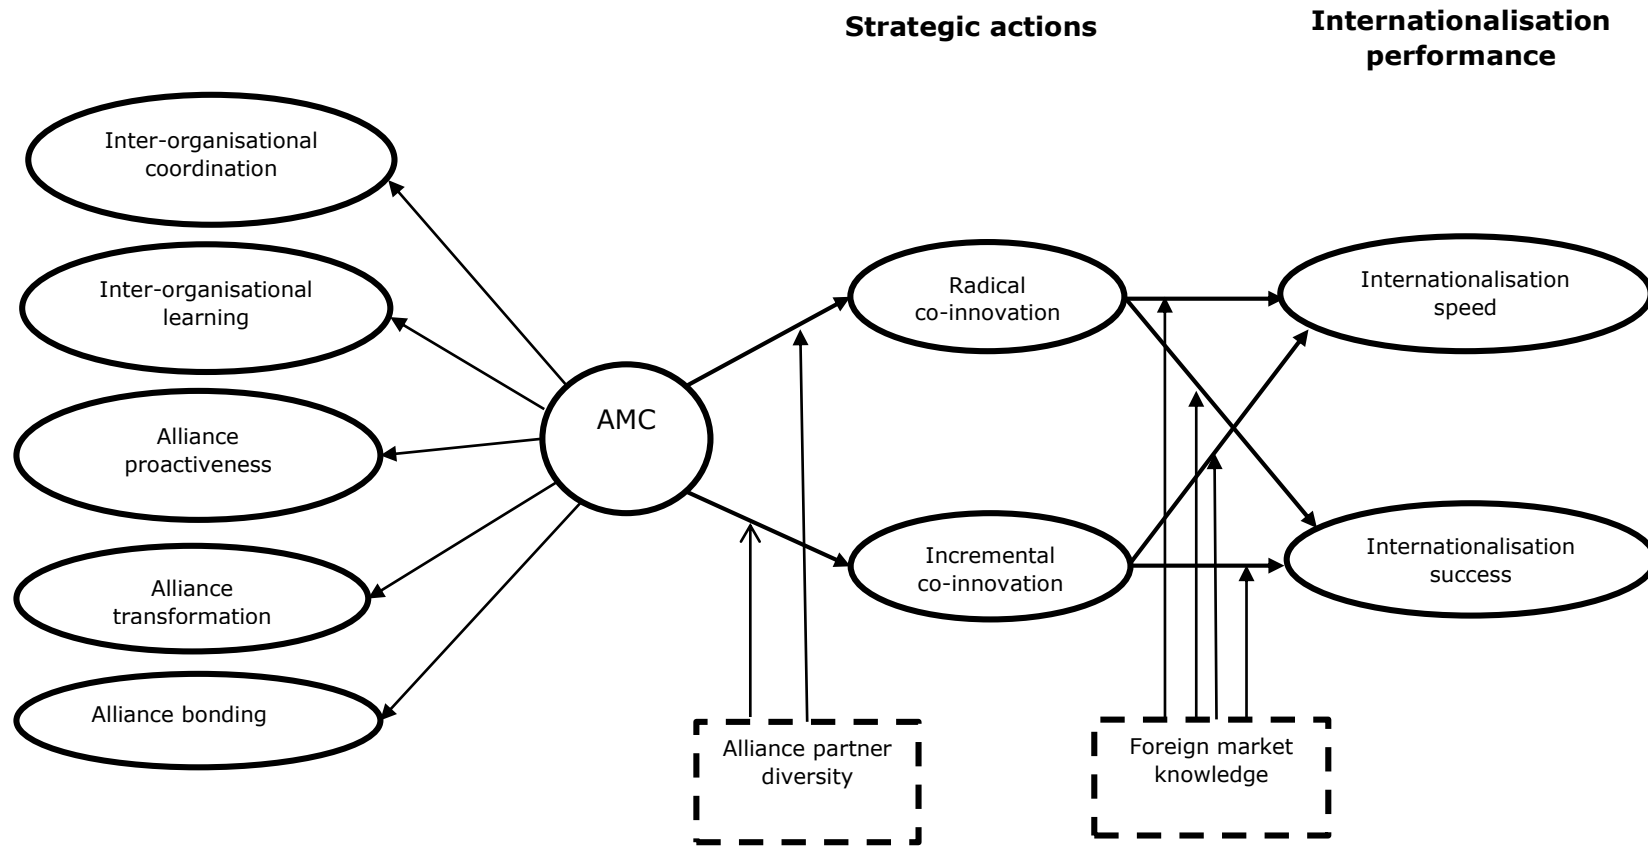 Strategic actions
Internationalisation
performance
Inter-organisational
coordination
Inter-organisational
learning
Alliance
proactiveness
Alliance
transformation
Alliance bonding
AMC
Radical
co-innovation
Incremental
co-innovation
Internationalisation
speed
Internationalisation
success
Alliance partner
diversity
Foreign market
knowledge